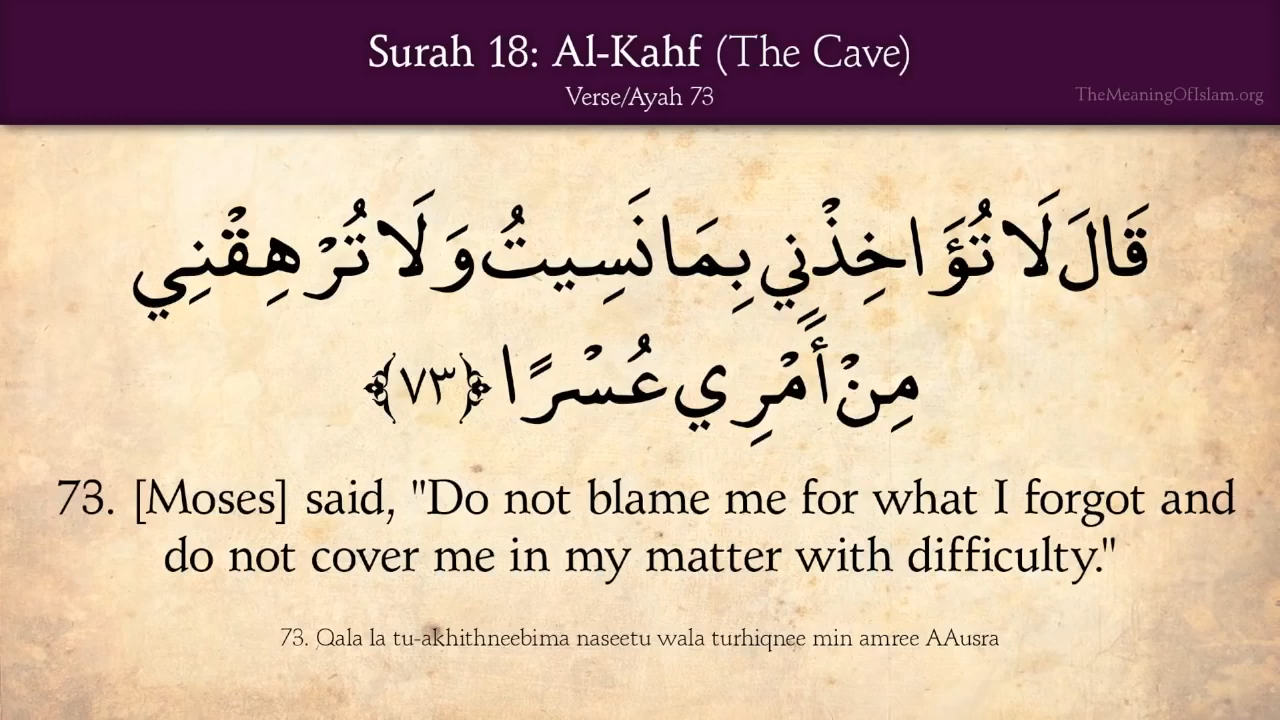 Surah 18: Al-Kahf (The Cave)
Verse/Ayah 73
TheMeaningOfIslam.org
قَالَ لَا تُؤَاخِذْنِي بِمَا نَسِيتُ وَلَا تُرْهِقْنِي
مِنْ أَمْرِي عُسْرًا ﴿٧٣﴾
73. [Moses] said, "Do not blame me for what I forgot and
do not cover me in my matter with difficulty."
73. Qala la tu-akhithneebima naseetu wala turhiqnee min amree AAusra